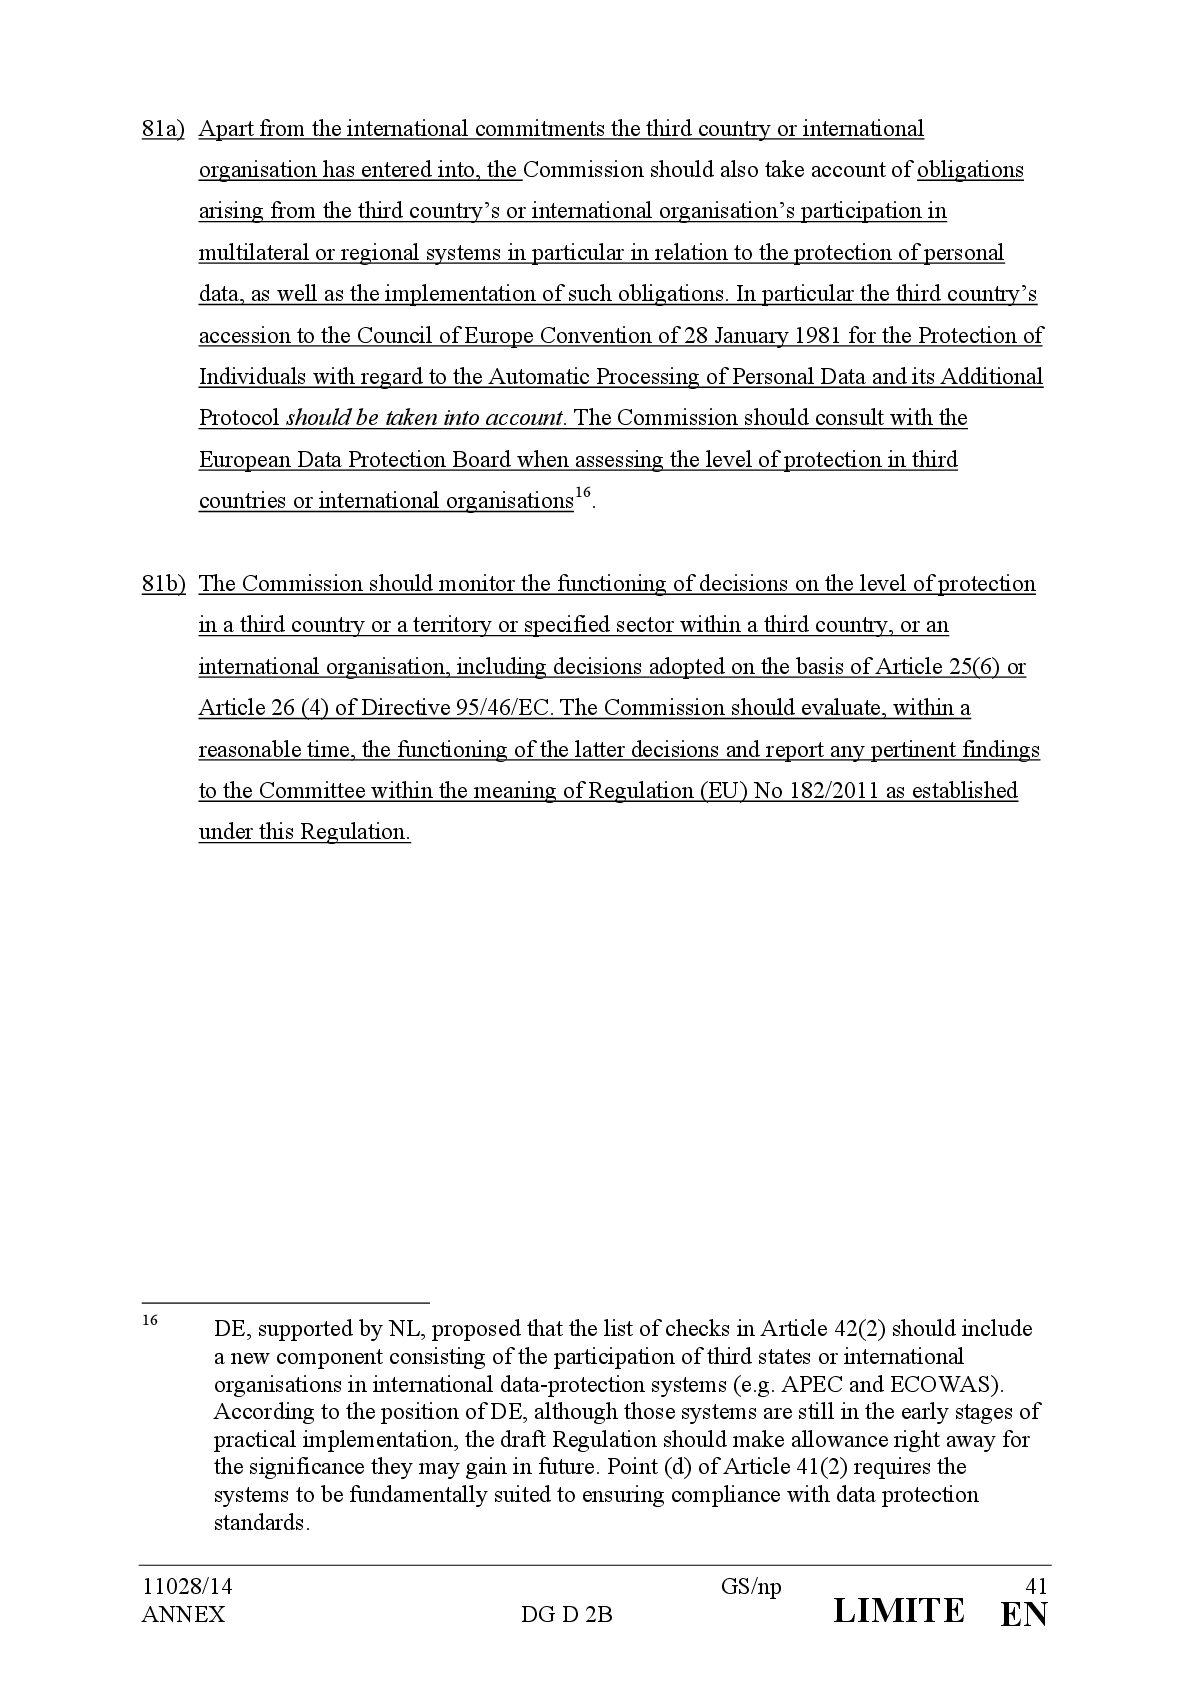 81a) Apart from the international commitments the third country or international
organisation has entered into, the Commission should also take account of obligations
arising from the third country’s or international organisation’s participation in
multilateral or regional systems in particular in relation to the protection of personal
data, as well as the implementation of such obligations. In particular the third country’s
accession to the Council of Europe Convention of 28 January 1981 for the Protection of
Individuals with regard to the Automatic Processing of Personal Data and its Additional
Protocol should be taken into account. The Commission should consult with the
European Data Protection Board when assessing the level of protection in third
countries or international organisations16.
81b) The Commission should monitor the functioning of decisions on the level of protection
in a third country or a territory or specified sector within a third country, or an
international organisation, including decisions adopted on the basis of Article 25(6) or
Article 26 (4) of Directive 95/46/EC. The Commission should evaluate, within a
reasonable time, the functioning of the latter decisions and report any pertinent findings
to the Committee within the meaning of Regulation (EU) No 182/2011 as established
under this Regulation.
16 DE, supported by NL, proposed that the list of checks in Article 42(2) should include
a new component consisting of the participation of third states or international
organisations in international data-protection systems (e.g. APEC and ECOWAS).
According to the position of DE, although those systems are still in the early stages of
practical implementation, the draft Regulation should make allowance right away for
the significance they may gain in future. Point (d) of Article 41(2) requires the
systems to be fundamentally suited to ensuring compliance with data protection
standards.
11028/14 GS/np 41
ANNEX DG D 2B LIMITE EN